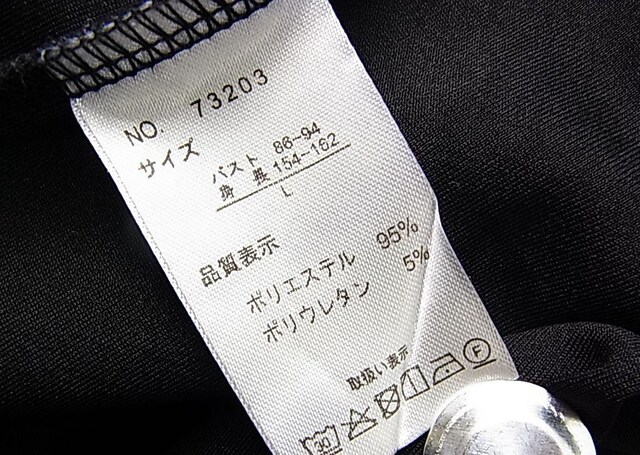 NO. 73203
サイズ
バスト 86-94
身 長 154-162
L
品質表示
ポリエステル 95%
ポリウレタン 5%
取扱い表示
30 F